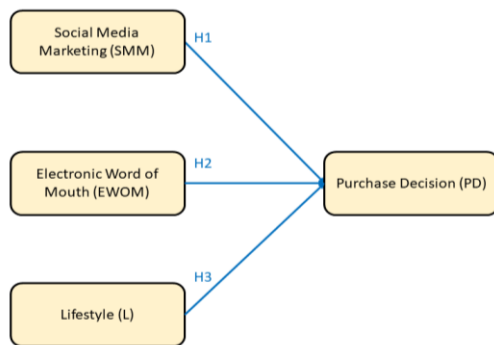 Social Media
Marketing (SMM)
H1
Electronic Word of
Mouth (EWOM)
H2
Purchase Decision (PD)
H3
Lifestyle (L)